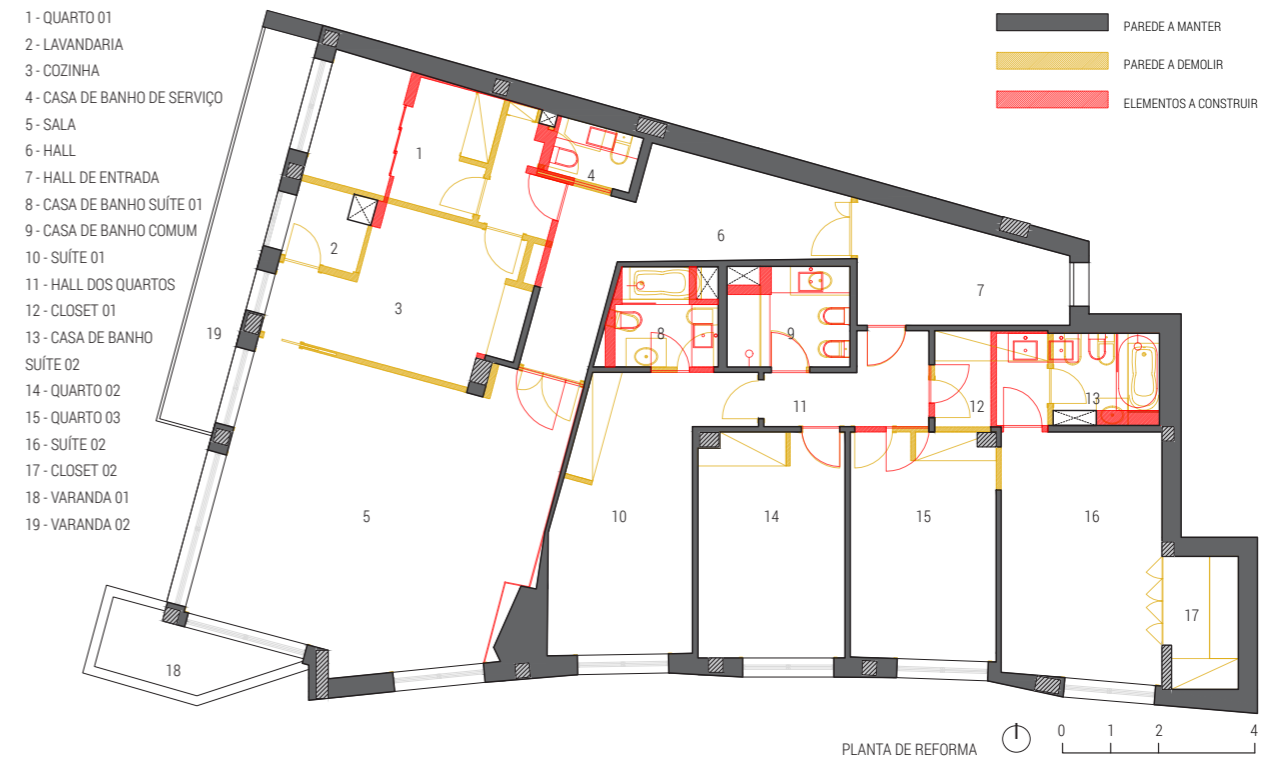 1 - QUARTO 01
2 - LAVANDARIA
3 - COZINHA
4 - CASA DE BANHO DE SERVIÇO
5 - SALA
6 - HALL
7 - HALL DE ENTRADA
8 - CASA DE BANHO SUÍTE 01
9 - CASA DE BANHO COMUM
10 - SUÍTE 01
11 - HALL DOS QUARTOS
12 - CLOSET 01
13 - CASA DE BANHO
SUÍTE 02
14 - QUARTO 02
15 - QUARTO 03
16 - SUÍTE 02
17 - CLOSET 02
18 - VARANDA 01
19 - VARANDA 02
PAREDE A MANTER
PAREDE A DEMOLIR
ELEMENTOS A CONSTRUIR
1
4
2
6
7
3
19
8
9
13
11
12
5
10
14
15
16
17
18
PLANTA DE REFORMA
0 1 2 4